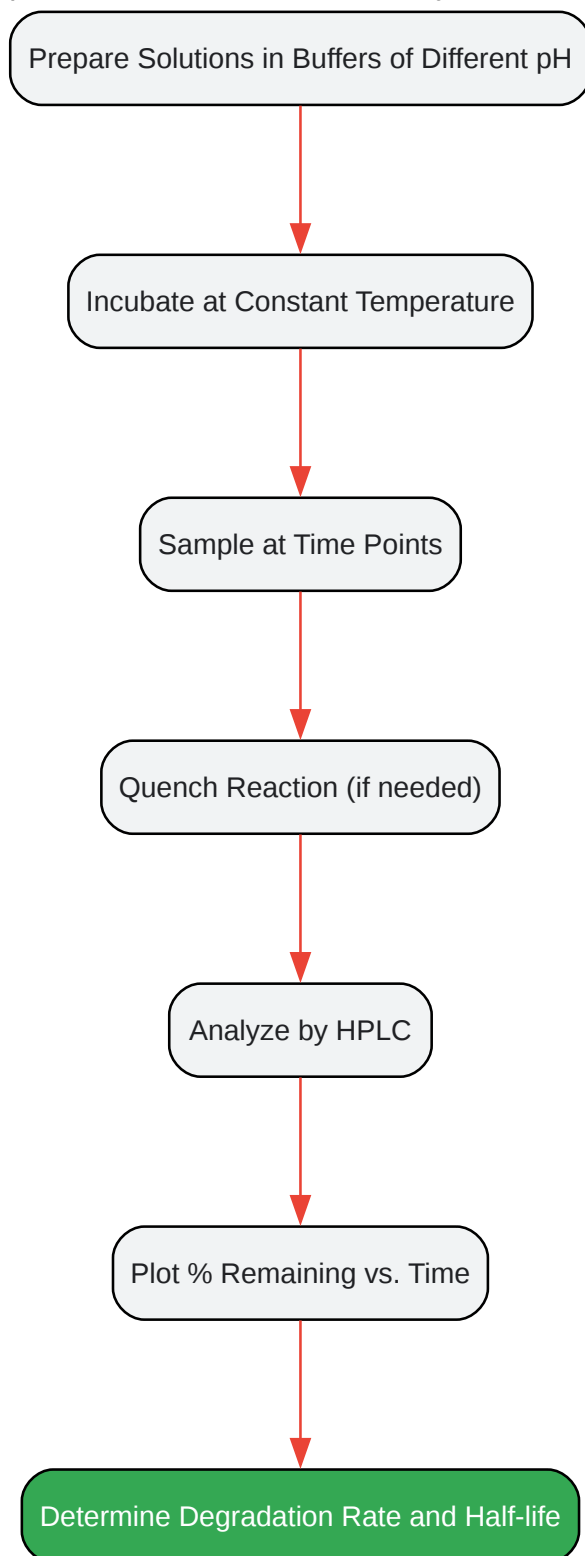 Prepare Solutions in Buffers of Different pH
Incubate at Constant Temperature
Sample at Time Points
Quench Reaction (if needed)
Analyze by HPLC
Plot % Remaining vs. Time
Determine Degradation Rate and Half-life